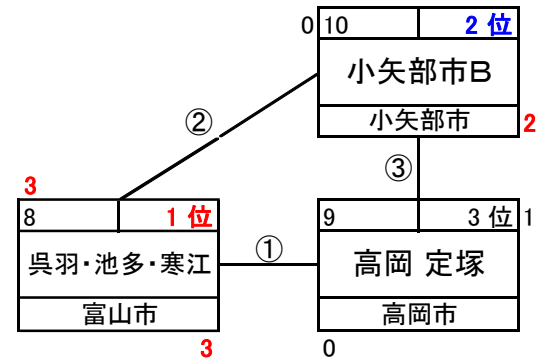 0 10 2 位
小矢部市B
小矢部市 2
②
③
3
8 1 位
呉羽・池多・寒江
富山市
3
①
9 3 位 1
高岡 定塚
高岡市
0